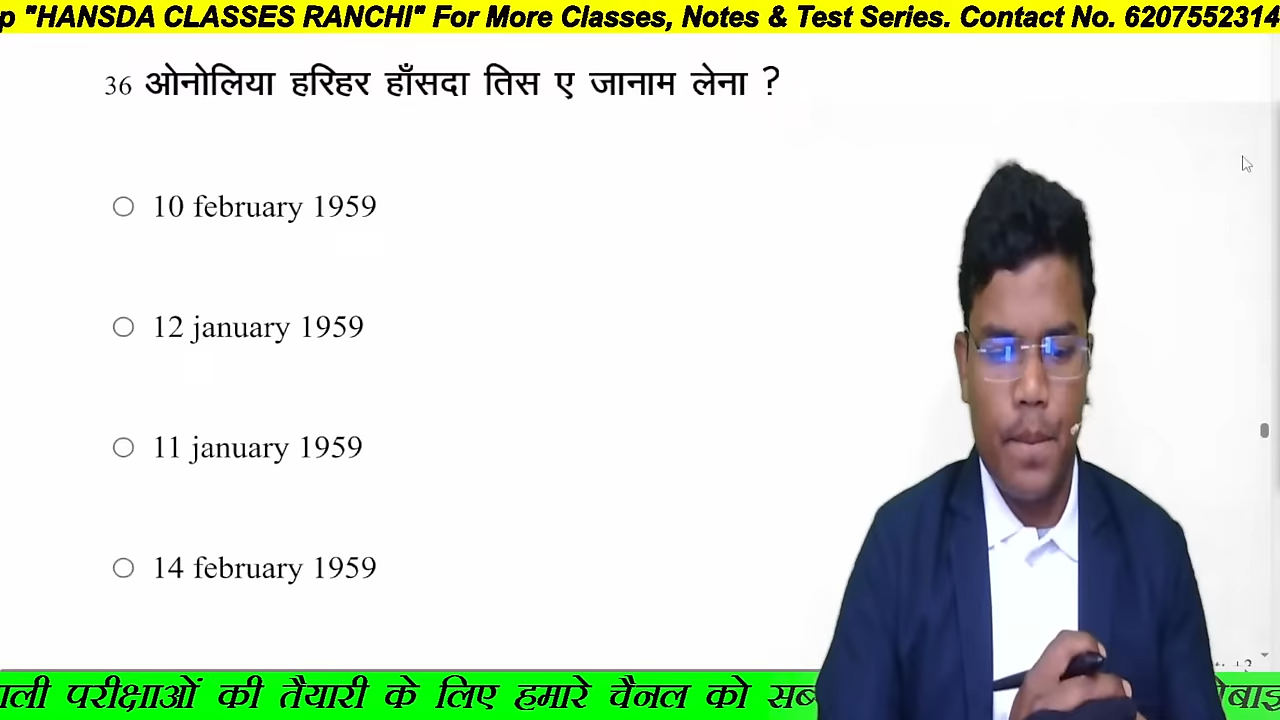 p "HANSDA CLASSES RANCHI" For More Classes, Notes & Test Series. Contact No. 6207552314
36 ओनोलिया हरिहर हाँसदा तिस ए जानाम लेना ?
10 february 1959
12 january 1959
11 january 1959
14 february 1959
ाली परीक्षाओं की तैयारी के लिए हमारे चैनल को सब